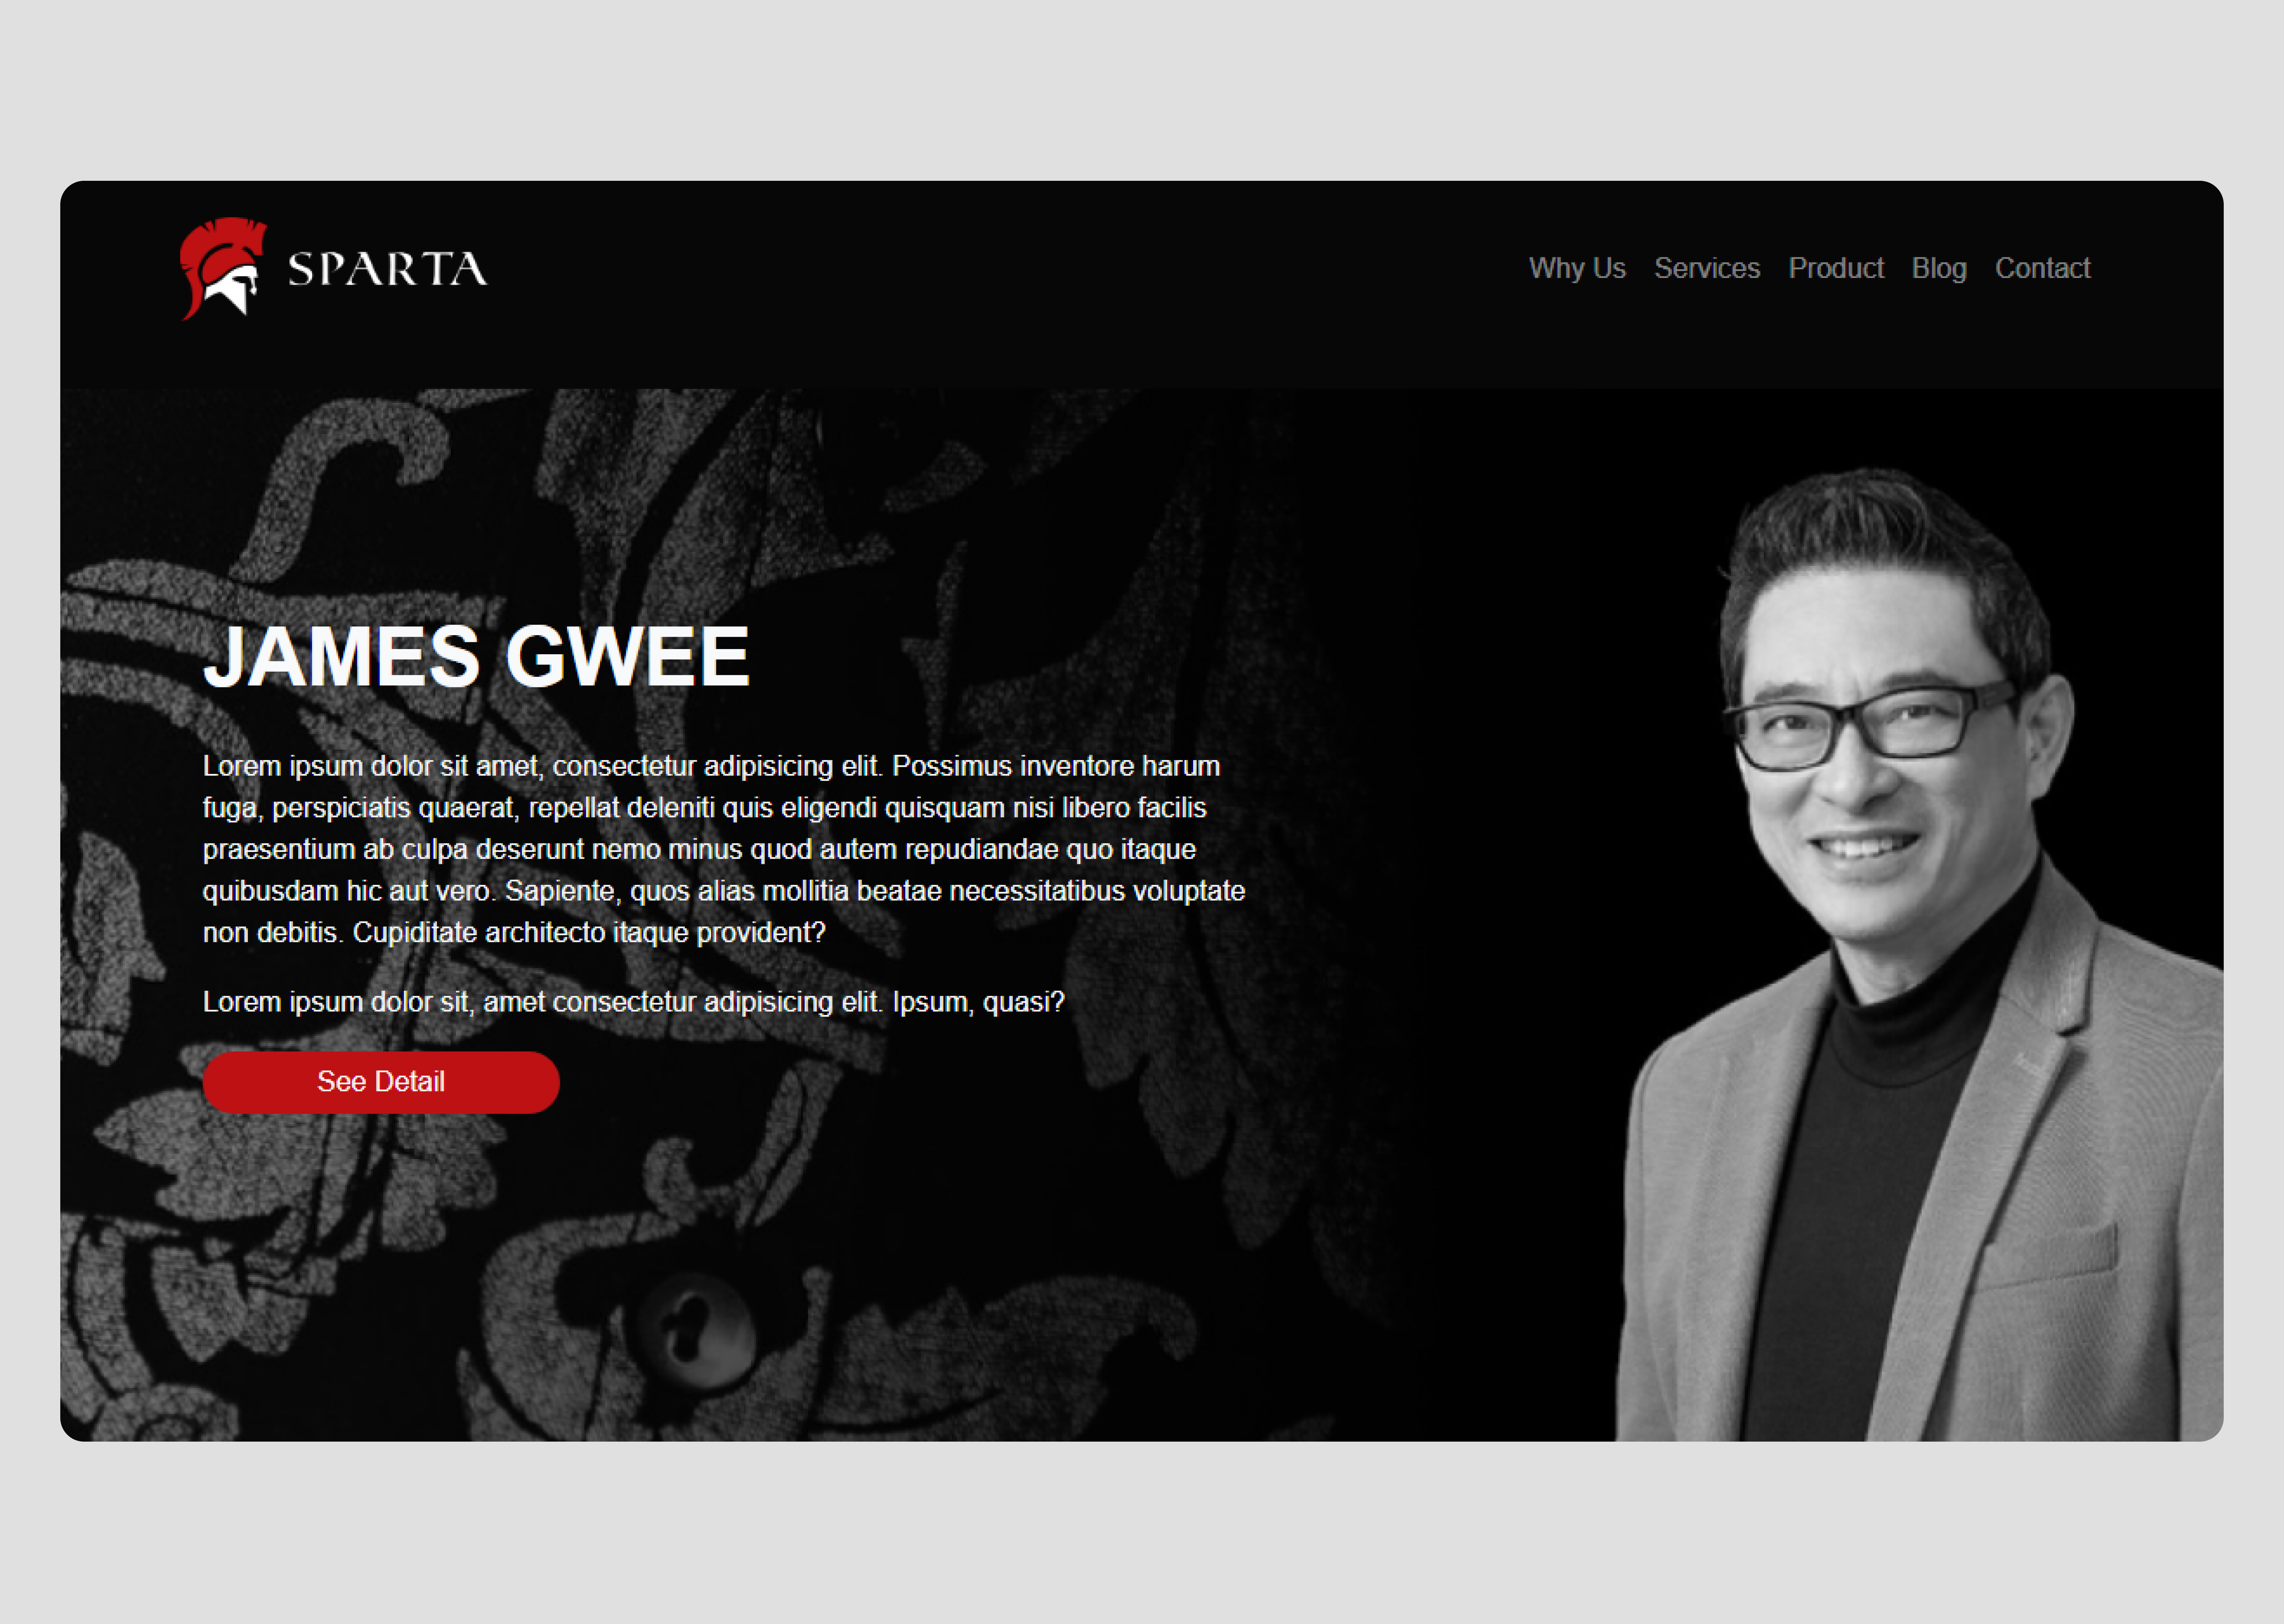 SPARTA
Why Us Services Product Blog Contact
JAMES GWEE
Lorem ipsum dolor sit amet, consectetur adipisicing elit. Possimus inventore harum
fuga, perspiciatis quaerat, repellat deleniti quis eligendi quisquam nisi libero facilis
praesentium ab culpa deserunt nemo minus quod autem repudiandae quo itaque
quibusdam hic aut vero. Sapiente, quos alias mollitia beatae necessitatibus voluptate
non debitis. Cupiditate architecto itaque provident?
Lorem ipsum dolor sit, amet consectetur adipisicing elit. Ipsum, quasi?
See Detail